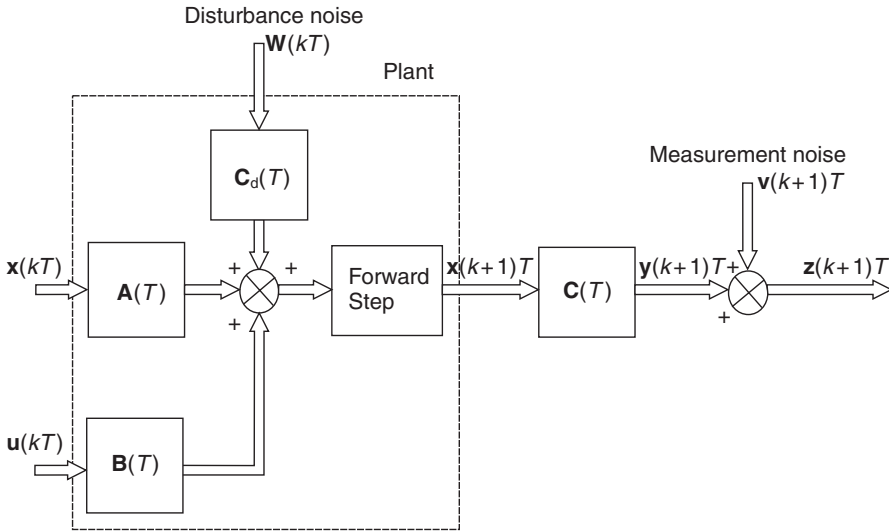 Disturbance noise
W(kT)
Plant
C_d(T)
Measurement noise
v(k+1)T
x(kT)
+
+
A(T)
Forward
Step
x(k+1)T
C(T)
y(k+1)T
+
z(k+1)T
+
+
u(kT)
B(T)